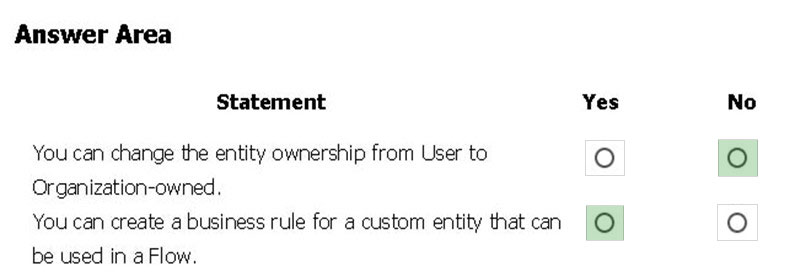 Answer Area
Statement Yes No
You can change the entity ownership from User to
Organization-owned.
You can create a business rule for a custom entity that can
be used in a Flow.